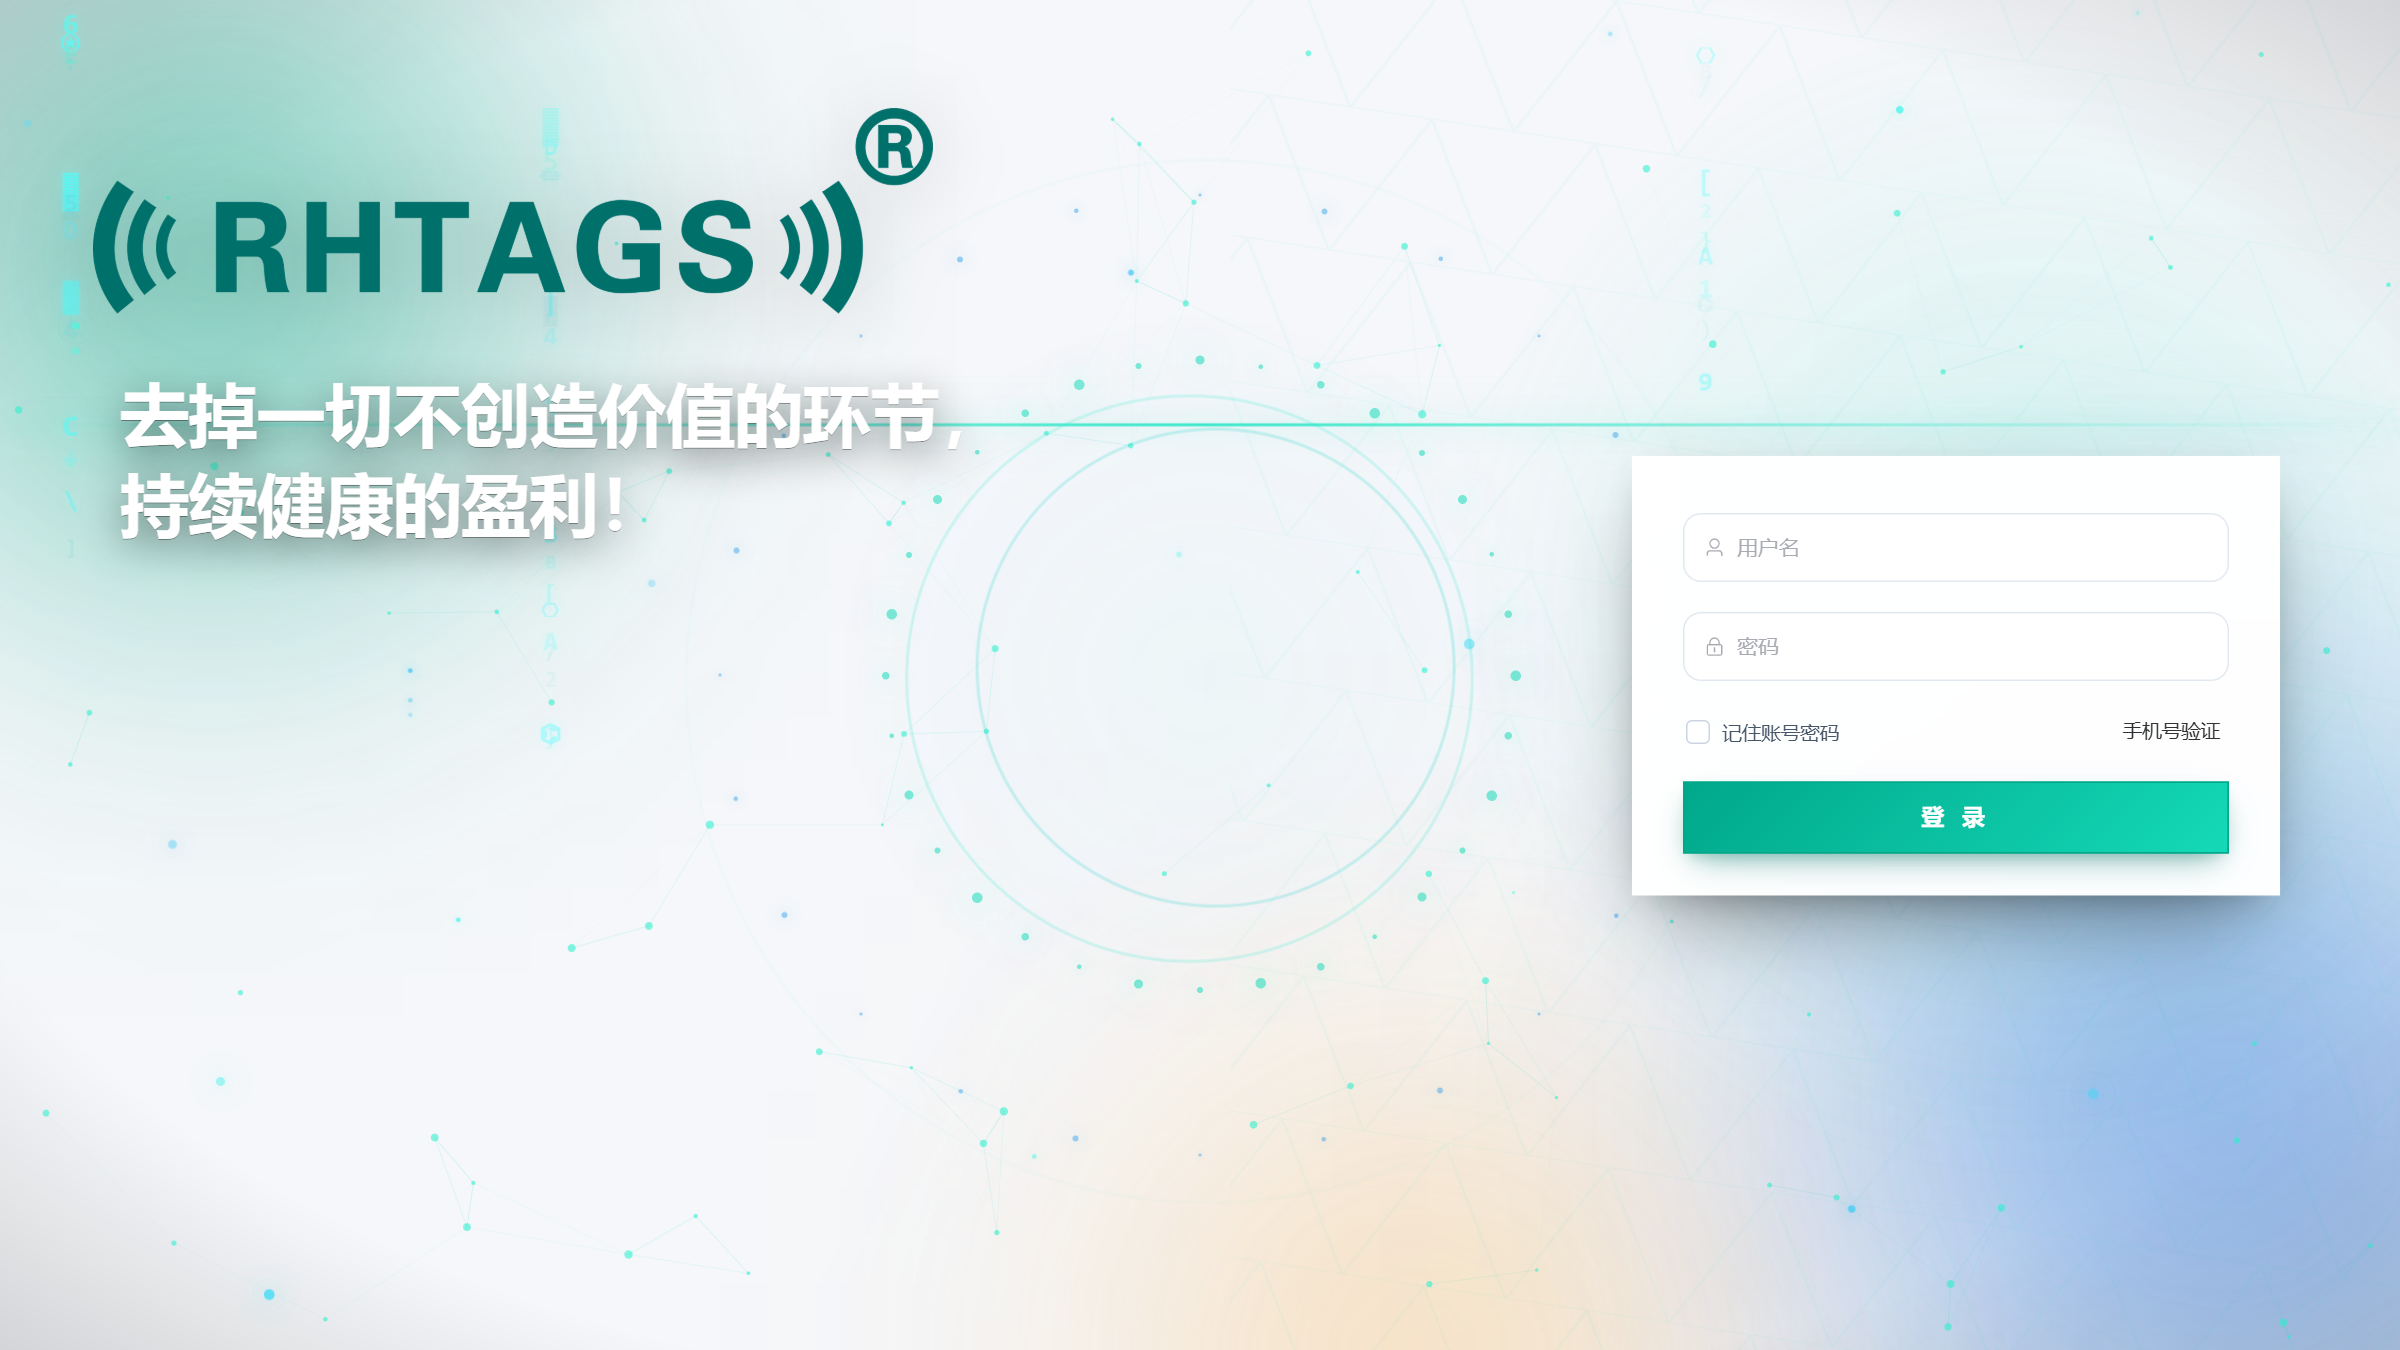 RHTAGS®
去掉一切不创造价值的环节，
持续健康的盈利！
用户名
密码
记住账号密码
手机号验证
登 录